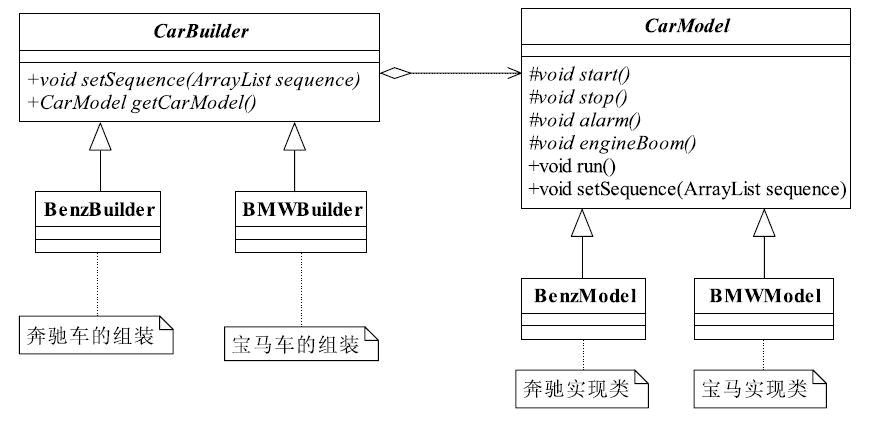 CarBuilder
+void setSequence(ArrayList sequence)
+CarModel getCarModel()
CarModel
#void start()
#void stop()
#void alarm()
#void engineBoom()
+void run()
+void setSequence(ArrayList sequence)
BenzBuilder
BMWBuilder
奔驰车的组装
宝马车的组装
BenzModel
BMWModel
奔驰实现类
宝马实现类